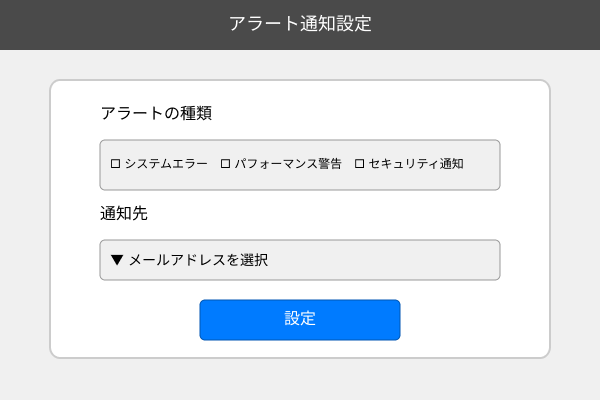 アラート通知設定
アラートの種類
☐ システムエラー ☐ パフォーマンス警告 ☐ セキュリティ通知
通知先
▼ メールアドレスを選択
設定